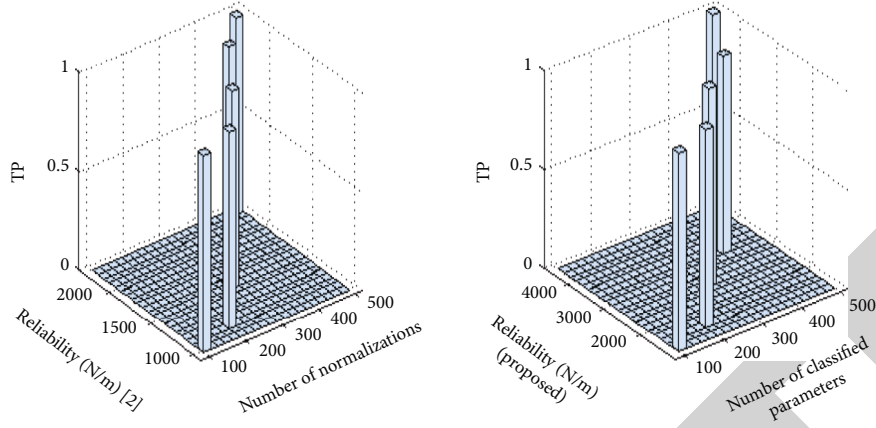 1
0.5
0
TP
2000
1500
1000
Reliability (N/m) [2]
100
200
300
400
500
Number of normalizations
1
0.5
0
TP
4000
3000
2000
Reliability (N/m)
(proposed)
100
200
300
400
500
Number of classified
parameters